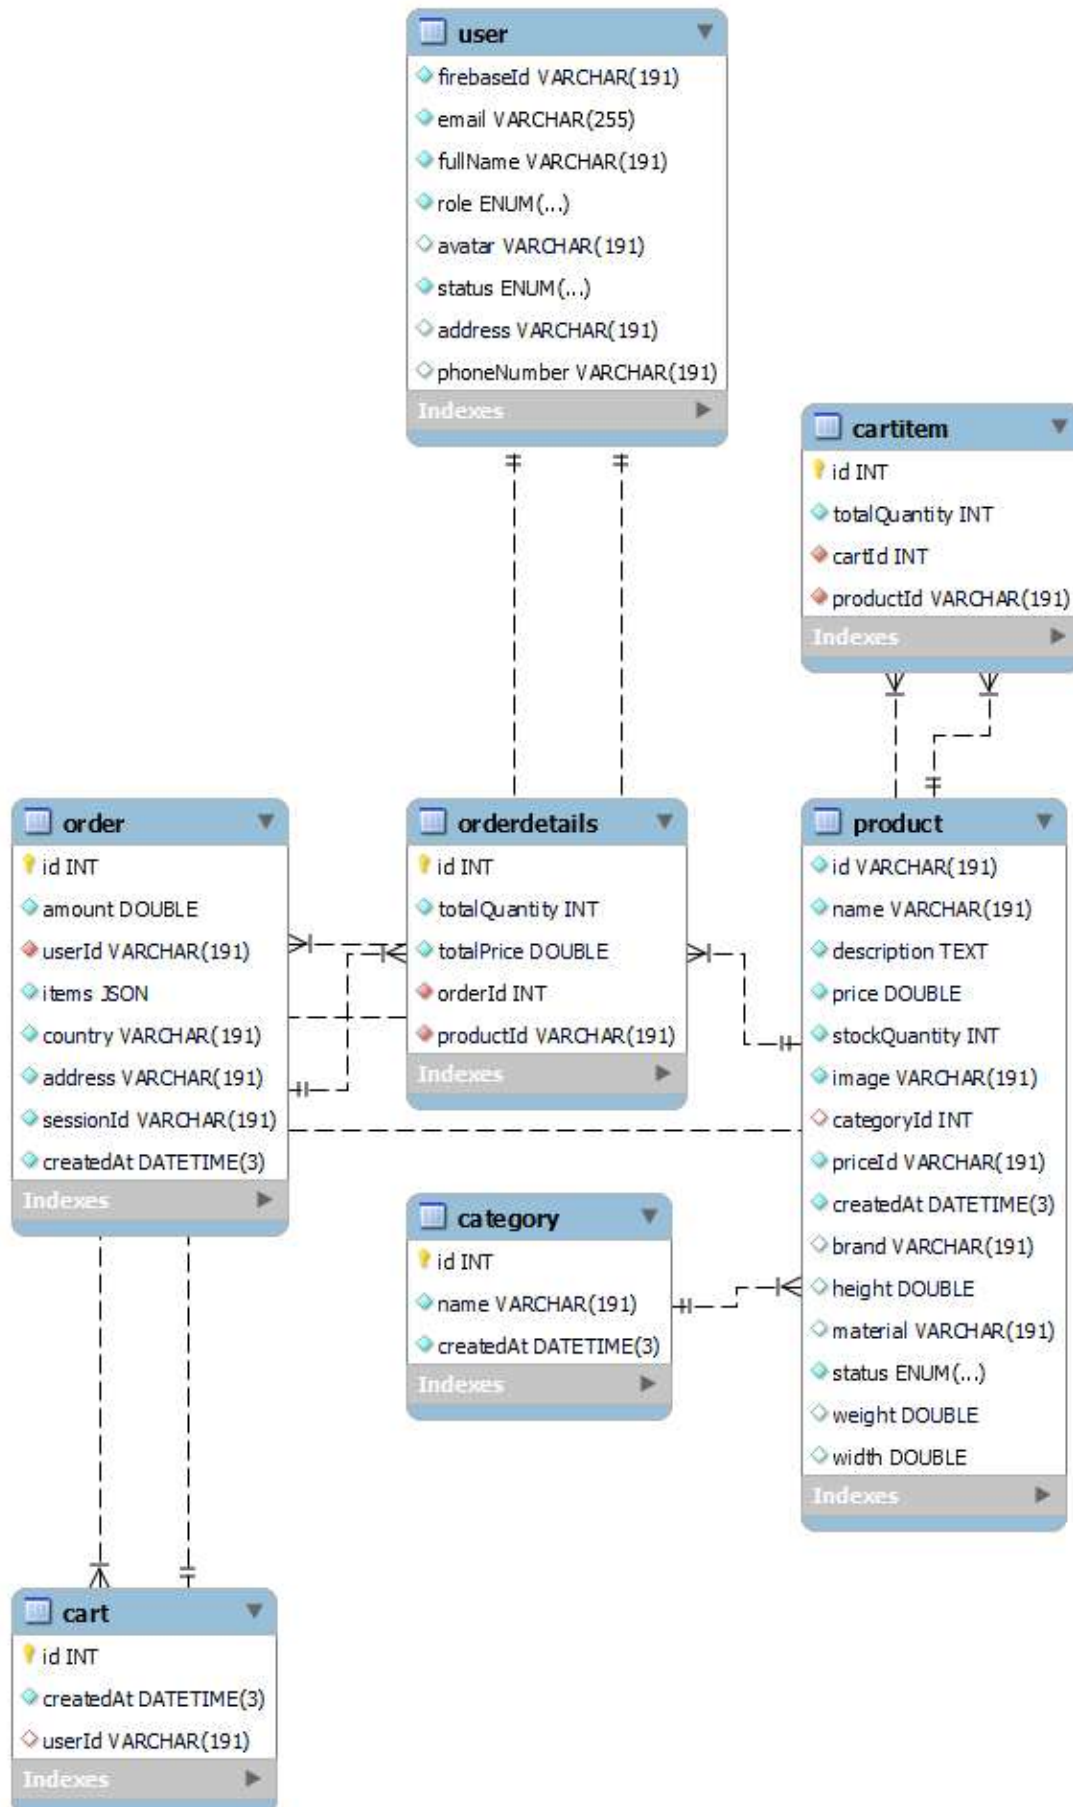 user
firebaseId VARCHAR(191)
email VARCHAR(255)
fullName VARCHAR(191)
role ENUM(...)
avatar VARCHAR(191)
status ENUM(...)
address VARCHAR(191)
phoneNumber VARCHAR(191)
Indexes
cartitem
id INT
totalQuantity INT
cartId INT
productId VARCHAR(191)
Indexes
order
id INT
amount DOUBLE
userId VARCHAR(191)
items JSON
country VARCHAR(191)
address VARCHAR(191)
sessionId VARCHAR(191)
createdAt DATETIME(3)
Indexes
orderdetails
id INT
totalQuantity INT
totalPrice DOUBLE
orderId INT
productId VARCHAR(191)
Indexes
product
id VARCHAR(191)
name VARCHAR(191)
description TEXT
price DOUBLE
stockQuantity INT
image VARCHAR(191)
categoryId INT
priceId VARCHAR(191)
createdAt DATETIME(3)
brand VARCHAR(191)
height DOUBLE
material VARCHAR(191)
status ENUM(...)
weight DOUBLE
width DOUBLE
Indexes
category
id INT
name VARCHAR(191)
createdAt DATETIME(3)
Indexes
cart
id INT
createdAt DATETIME(3)
userId VARCHAR(191)
Indexes